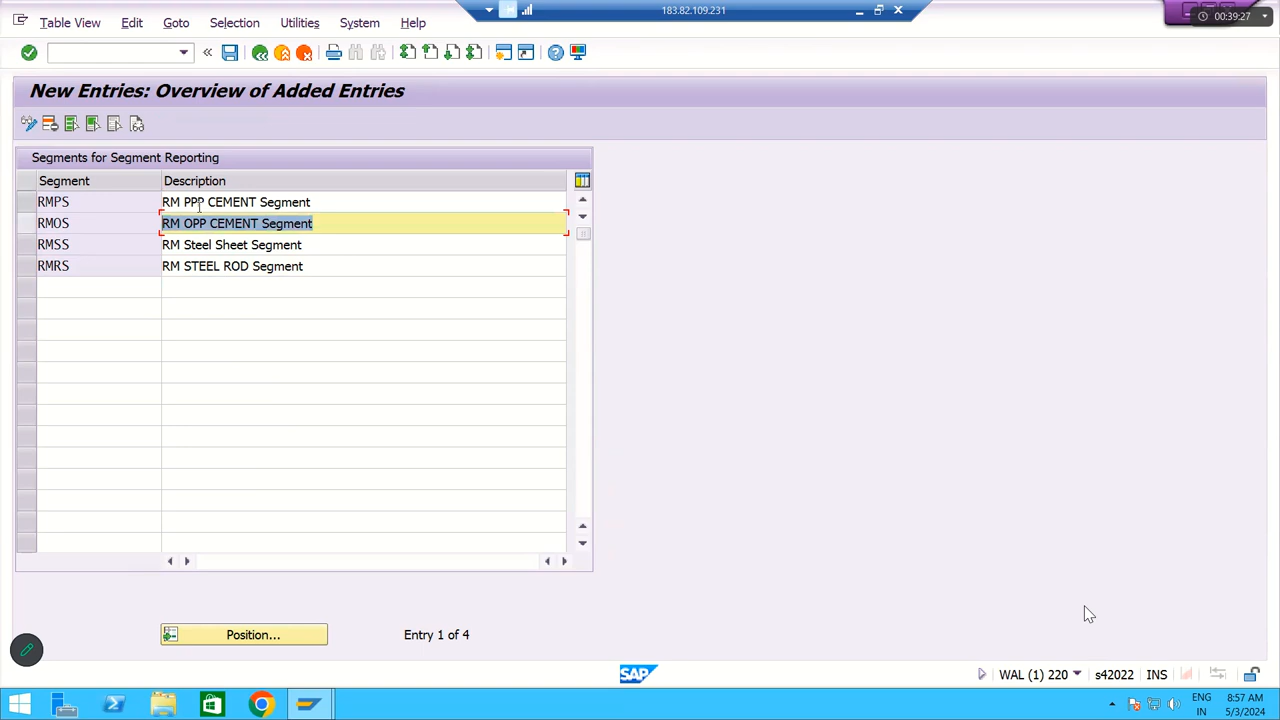 183.82.109.231
00:39:27
Table View Edit Goto Selection Utilities System Help
New Entries: Overview of Added Entries
Segments for Segment Reporting
Segment Description
RMPS RM PPP CEMENT Segment
RMOS RM OPP CEMENT Segment
RMSS RM Steel Sheet Segment
RMRS RM STEEL ROD Segment
Position... Entry 1 of 4
SAP
WAL (1) 220 s42022 INS
ENG 8:57 AM
IN 5/3/2024